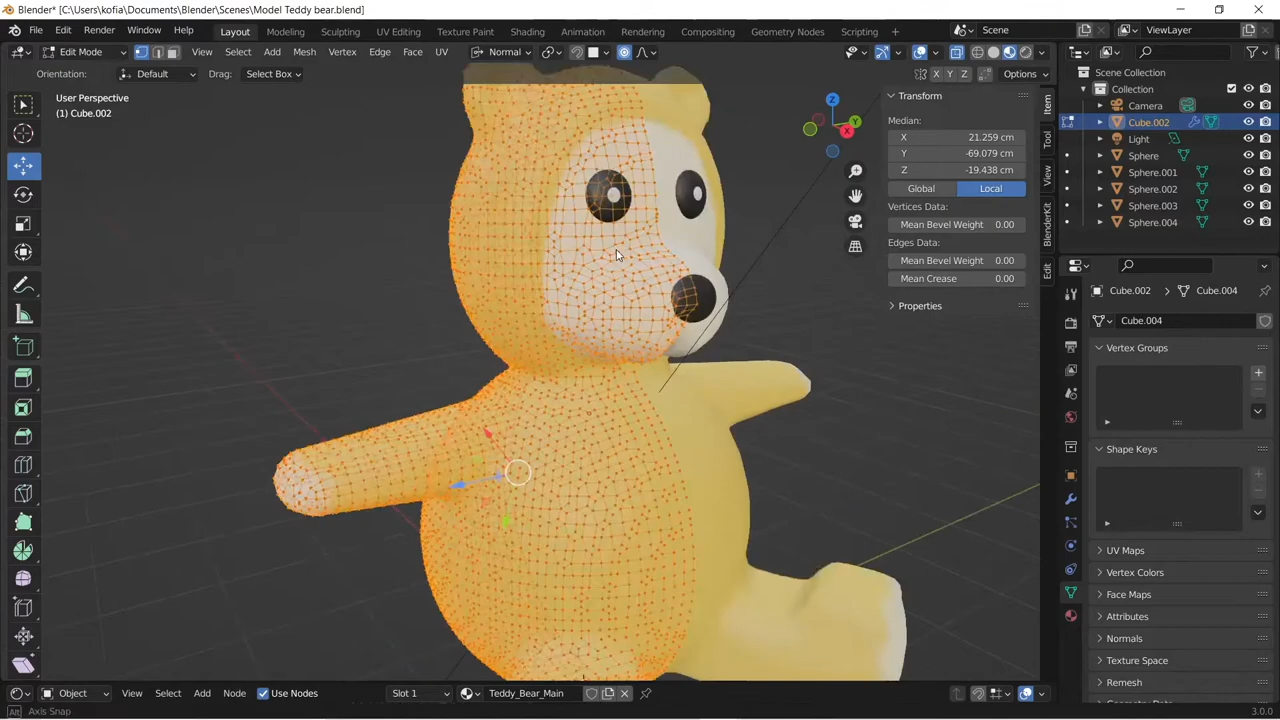 Blender* [C:\Users\kofia\Documents\Blender\Scenes\Model Teddy bear.blend]
File Edit Render Window Help Layout Modeling Sculpting UV Editing Texture Paint Shading Animation Rendering Compositing Geometry Nodes Scripting + Scene ViewLayer
Edit Mode View Select Add Mesh Vertex Edge Face UV Normal
Orientation: Default Drag: Select Box X Y Z Options
User Perspective
(1) Cube.002
Z
Y
X
Transform
Median:
X 21.259 cm
Y -69.079 cm
Z -19.438 cm
Global Local
Vertices Data:
Mean Bevel Weight 0.00
Edges Data:
Mean Bevel Weight 0.00
Mean Crease 0.00
Properties
Item
Tool
View
BlenderKit
Edit
Scene Collection
Collection
Camera
Cube.002
Light
Sphere
Sphere.001
Sphere.002
Sphere.003
Sphere.004
Cube.002 Cube.004
Cube.004
Vertex Groups
Shape Keys
UV Maps
Vertex Colors
Face Maps
Attributes
Normals
Texture Space
Remesh
Object View Select Add Node Use Nodes Slot 1 Teddy_Bear_Main
Alt Axis Snap 3.0.0